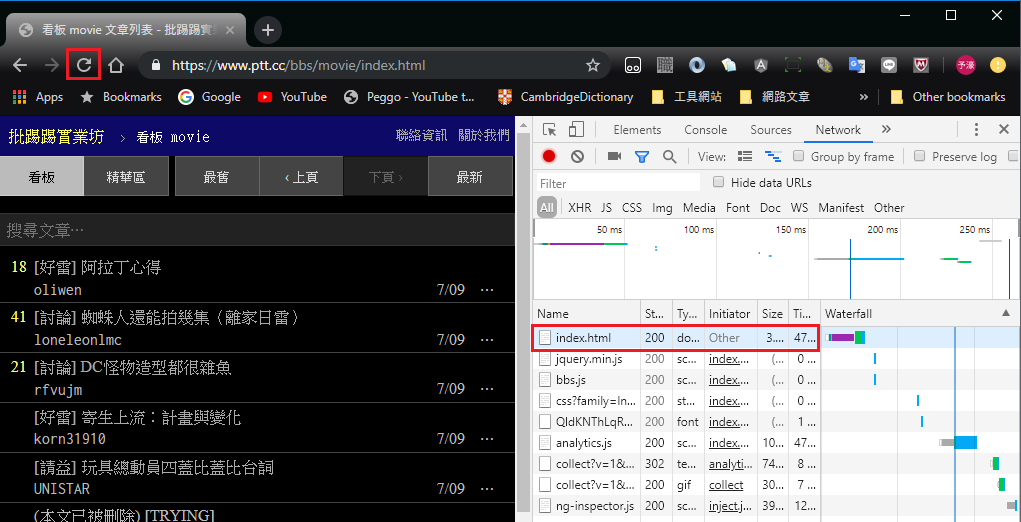 看板 movie 文章列表 - 批踢踢實
https://www.ptt.cc/bbs/movie/index.html
Apps Bookmarks Google YouTube Peggo - YouTube t... CambridgeDictionary 工具網站 網路文章 » Other bookmarks
批踢踢實業坊 › 看板 movie 聯絡資訊 關於我們
看板 精華區 最舊 ‹ 上頁 下頁 › 最新
搜尋文章⋯
18 [好雷] 阿拉丁心得
oliwen 7/09 ⋯
41 [討論] 蜘蛛人還能拍幾集〈離家日雷〉
loneleonlmc 7/09 ⋯
21 [討論] DC怪物造型都很雜魚
rfvujm 7/09 ⋯
[好雷] 寄生上流：計畫與變化
korn31910 7/09 ⋯
[請益] 玩具總動員四蓋比蓋比台詞
UNISTAR 7/09 ⋯
(本文已被刪除) [TRYING]
Elements Console Sources Network »
View: Group by frame Preserve log
Filter Hide data URLs
All XHR JS CSS Img Media Font Doc WS Manifest Other
50 ms 100 ms 150 ms 200 ms 250 ms
Name St... Ty... Initiator Size Ti... Waterfall
index.html 200 do... Other 3.... 47...
jquery.min.js 200 sc... index.... (... 0 ...
bbs.js 200 sc... index.... (... 0 ...
css?family=In... 200 st... index.... (... 0 ...
QldKNThLqR... 200 font index.... (... 1 ...
analytics.js 200 sc... index.... 10... 47...
collect?v=1&... 302 te... analyti... 74... 8 ...
collect?v=1&... 200 gif collect 30... 7 ...
ng-inspector.js 200 sc... inject.j... 39... 12...